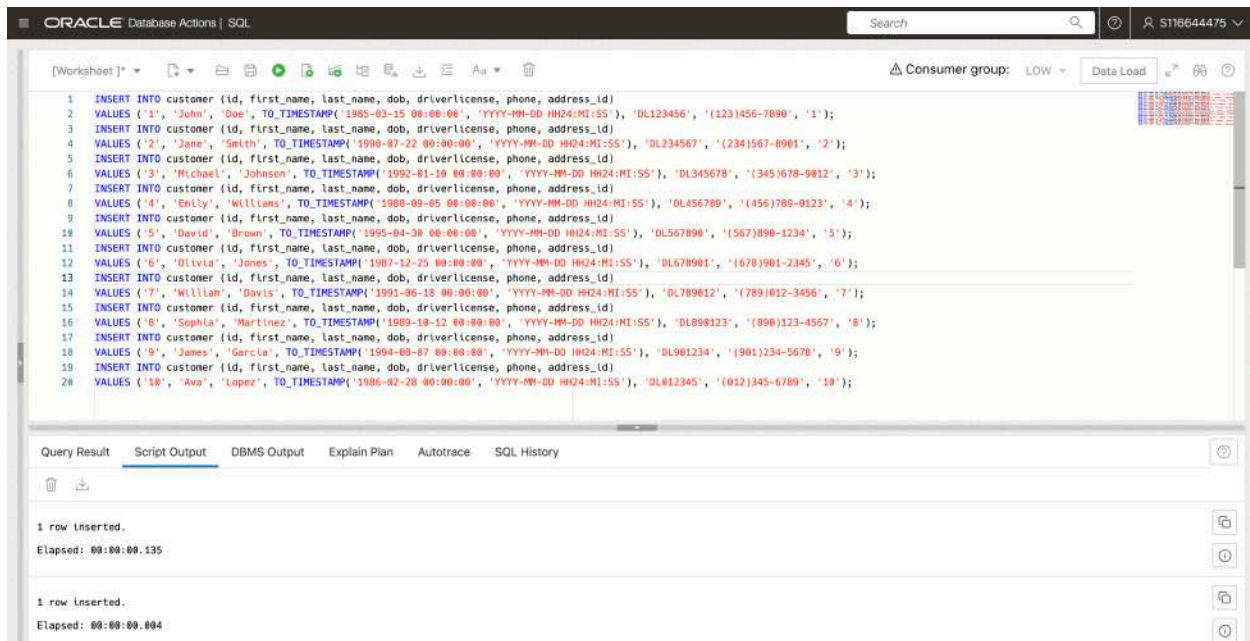 ORACLE Database Actions | SQL
Search
S116644475
[Worksheet ]*
Aa
Consumer group: LOW
Data Load
1 INSERT INTO customer (id, first_name, last_name, dob, driverlicense, phone, address_id)
2 VALUES ('1', 'John', 'Doe', TO_TIMESTAMP('1985-03-15 00:00:00', 'YYYY-MM-DD HH24:MI:SS'), 'DL123456', '(123)456-7890', '1');
3 INSERT INTO customer (id, first_name, last_name, dob, driverlicense, phone, address_id)
4 VALUES ('2', 'Jane', 'Smith', TO_TIMESTAMP('1990-07-22 00:00:00', 'YYYY-MM-DD HH24:MI:SS'), 'DL234567', '(234)567-8901', '2');
5 INSERT INTO customer (id, first_name, last_name, dob, driverlicense, phone, address_id)
6 VALUES ('3', 'Michael', 'Johnson', TO_TIMESTAMP('1992-01-10 00:00:00', 'YYYY-MM-DD HH24:MI:SS'), 'DL345678', '(345)678-9012', '3');
7 INSERT INTO customer (id, first_name, last_name, dob, driverlicense, phone, address_id)
8 VALUES ('4', 'Emily', 'Williams', TO_TIMESTAMP('1988-09-05 00:00:00', 'YYYY-MM-DD HH24:MI:SS'), 'DL456789', '(456)789-0123', '4');
9 INSERT INTO customer (id, first_name, last_name, dob, driverlicense, phone, address_id)
10 VALUES ('5', 'David', 'Brown', TO_TIMESTAMP('1995-04-30 00:00:00', 'YYYY-MM-DD HH24:MI:SS'), 'DL567890', '(567)890-1234', '5');
11 INSERT INTO customer (id, first_name, last_name, dob, driverlicense, phone, address_id)
12 VALUES ('6', 'Olivia', 'Jones', TO_TIMESTAMP('1987-12-25 00:00:00', 'YYYY-MM-DD HH24:MI:SS'), 'DL678901', '(678)901-2345', '6');
13 INSERT INTO customer (id, first_name, last_name, dob, driverlicense, phone, address_id)
14 VALUES ('7', 'William', 'Davis', TO_TIMESTAMP('1991-06-18 00:00:00', 'YYYY-MM-DD HH24:MI:SS'), 'DL789012', '(789)012-3456', '7');
15 INSERT INTO customer (id, first_name, last_name, dob, driverlicense, phone, address_id)
16 VALUES ('8', 'Sophia', 'Martinez', TO_TIMESTAMP('1989-10-12 00:00:00', 'YYYY-MM-DD HH24:MI:SS'), 'DL890123', '(890)123-4567', '8');
17 INSERT INTO customer (id, first_name, last_name, dob, driverlicense, phone, address_id)
18 VALUES ('9', 'James', 'Garcia', TO_TIMESTAMP('1994-08-07 00:00:00', 'YYYY-MM-DD HH24:MI:SS'), 'DL901234', '(901)234-5678', '9');
19 INSERT INTO customer (id, first_name, last_name, dob, driverlicense, phone, address_id)
20 VALUES ('10', 'Ava', 'Lopez', TO_TIMESTAMP('1986-02-28 00:00:00', 'YYYY-MM-DD HH24:MI:SS'), 'DL012345', '(012)345-6789', '10');
Query Result Script Output DBMS Output Explain Plan Autotrace SQL History
1 row inserted.
Elapsed: 00:00:00.135
1 row inserted.
Elapsed: 00:00:00.004